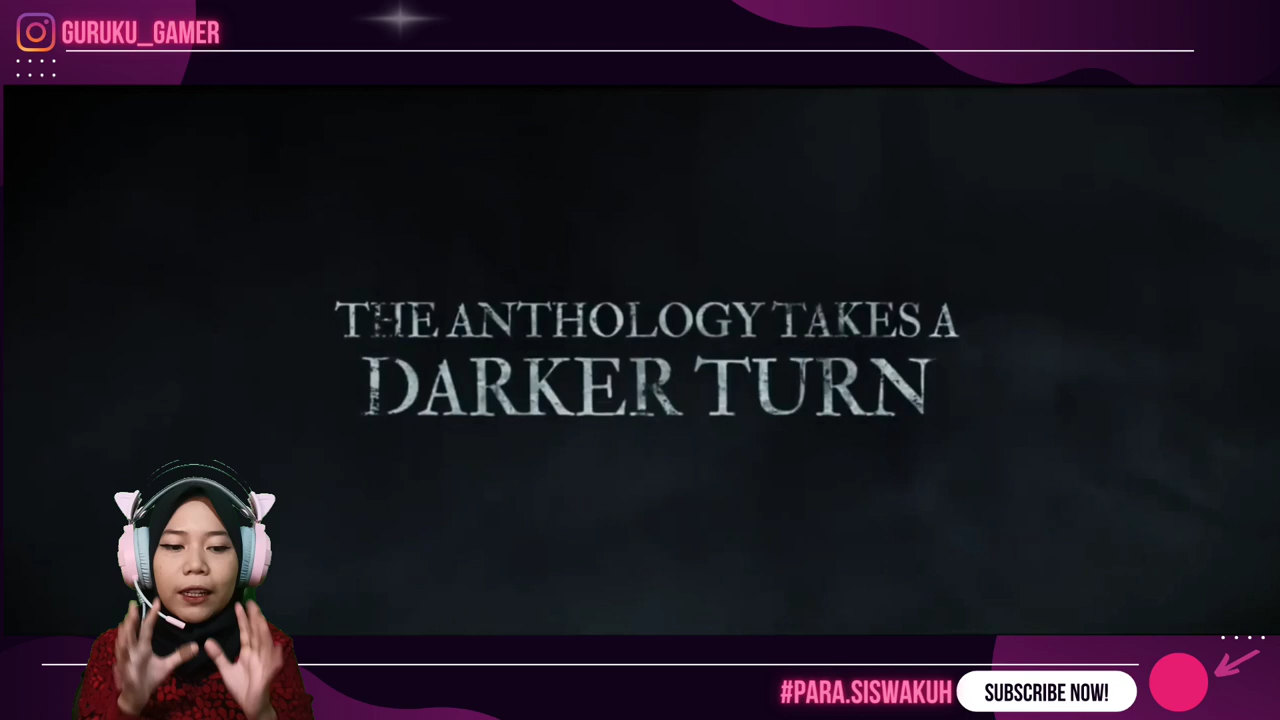 GURUKU_GAMER
THE ANTHOLOGY TAKES A
DARKER TURN
#PARA.SISWAKUH
SUBSCRIBE NOW!